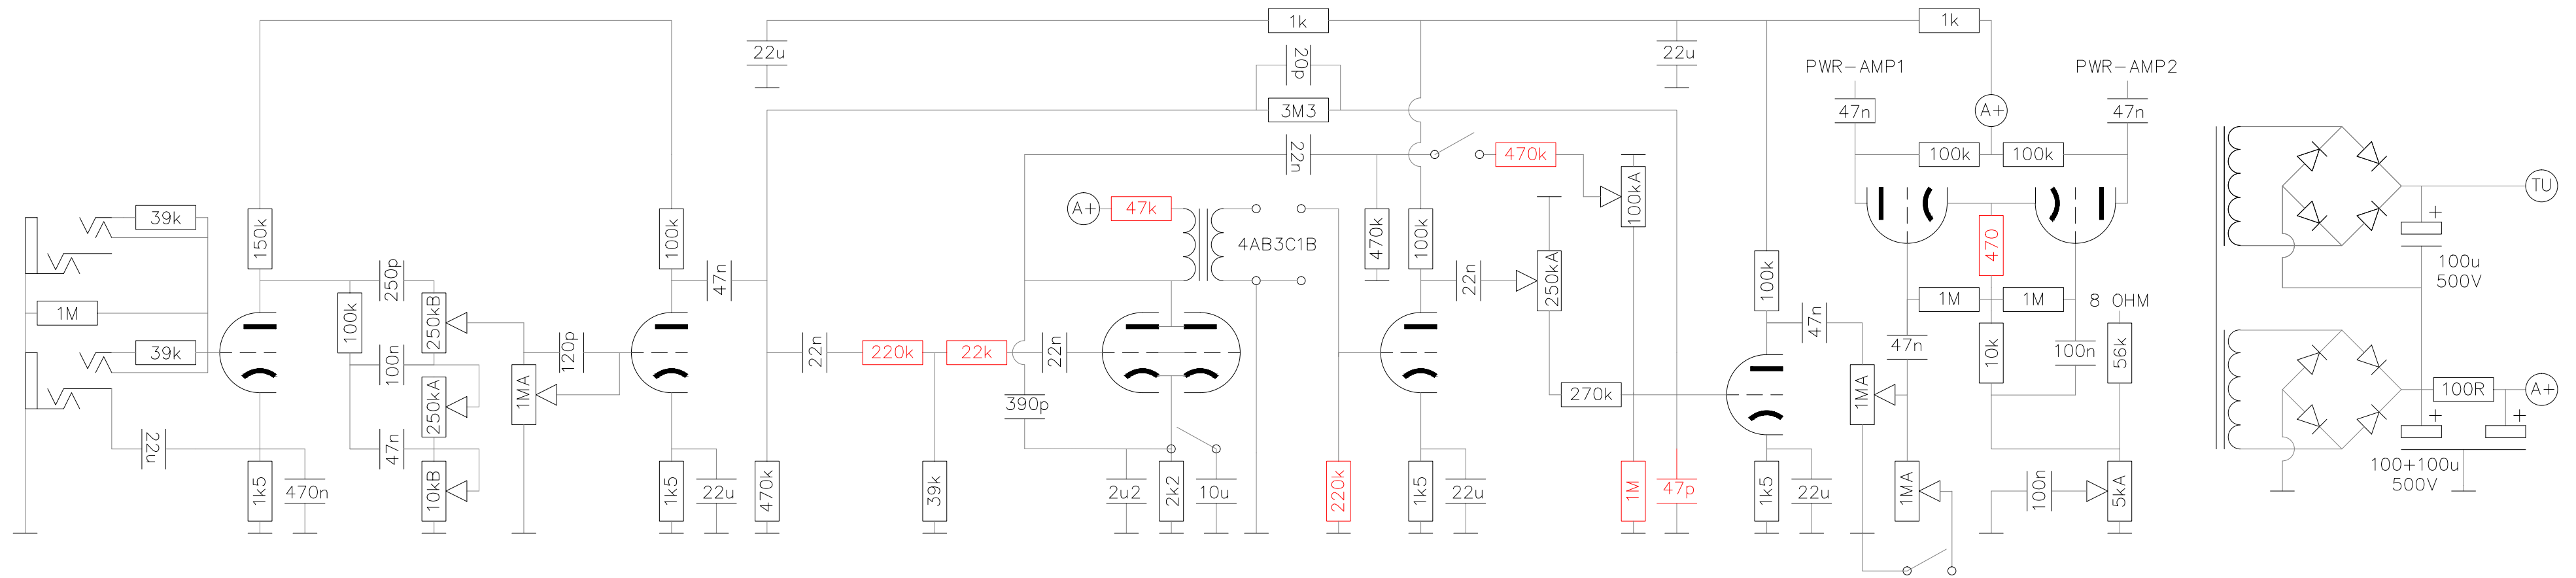 1k
1k
22u
20p
22u
PWR-AMP1
PWR-AMP2
3M3
47n
A+
47n
22n
470k
100k
100k
TU
A+
47k
100kA
39k
150k
100k
4AB3C1B
470k
100k
470
100u
500V
250p
47n
22n
250kA
100k
1M
1M
8 OHM
1M
100k
250kB
47n
39k
100n
120p
22n
220k
22k
22n
47n
10k
100n
56k
1MA
270k
1MA
100R
A+
250kA
390p
22u
47n
100+100u
500V
1k5
470n
10kB
1k5
22u
470k
39k
2u2
2k2
10u
220k
1k5
22u
1M
47p
1k5
22u
1MA
100n
5kA